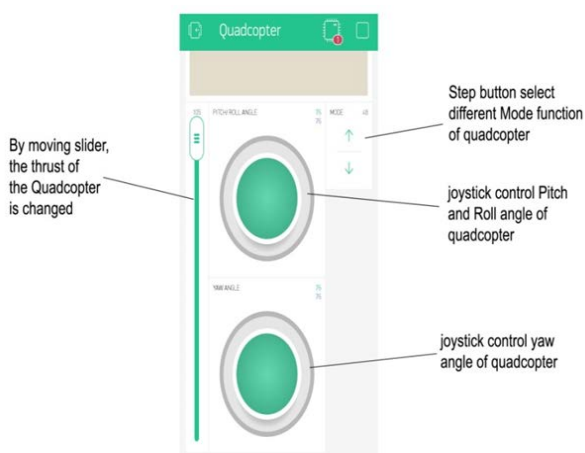 Quadcopter
1
PITCH/ROLL ANGLE
MODE
Step button select
different Mode function
of quadcopter
By moving slider,
the thrust of
the Quadcopter
is changed
joystick control Pitch
and Roll angle of
quadcopter
YAW ANGLE
joystick control yaw
angle of quadcopter